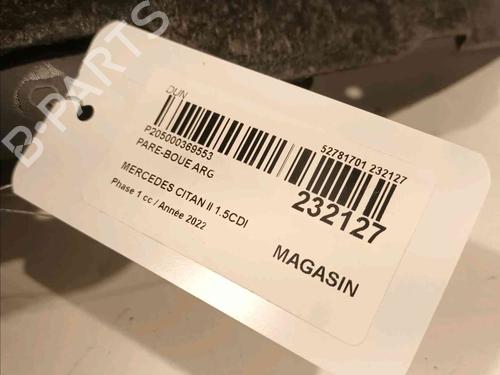 DUN
P205000369553
52781701 232127
PARE-BOUE ARG
232127
MERCEDES CITAN II 1.5CDI
Phase 1 cc / Année 2022
MAGASIN
B-PARTS